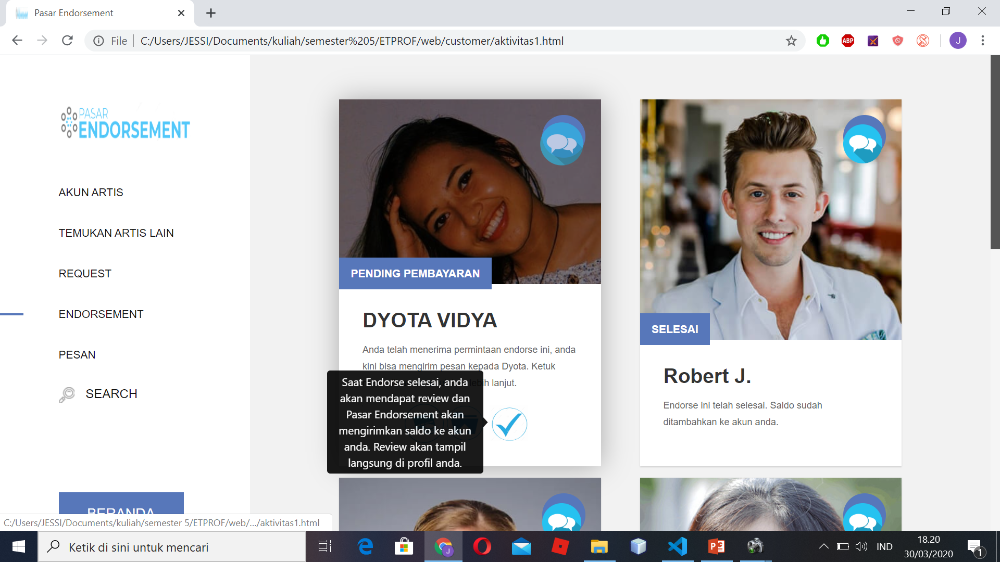 Pasar Endorsement
File
C:/Users/JESSI/Documents/kuliah/semester%205/ETPROF/web/customer/aktivitas1.html
ABP
J
PASAR
ENDORSEMENT
AKUN ARTIS
TEMUKAN ARTIS LAIN
REQUEST
ENDORSEMENT
PESAN
SEARCH
BERANDA
PENDING PEMBAYARAN
DYOTA VIDYA
Anda telah menerima permintaan endorse ini, anda
kini bisa mengirim pesan kepada Dyota. Ketuk
lebih lanjut.
Saat Endorse selesai, anda
akan mendapat review dan
Pasar Endorsement akan
mengirimkan saldo ke akun
anda. Review akan tampil
langsung di profil anda.
SELESAI
Robert J.
Endorse ini telah selesai. Saldo sudah
ditambahkan ke akun anda.
C:/Users/JESSI/Documents/kuliah/semester 5/ETPROF/web/.../aktivitas1.html
Ketik di sini untuk mencari
J
IND
18.20
30/03/2020
1